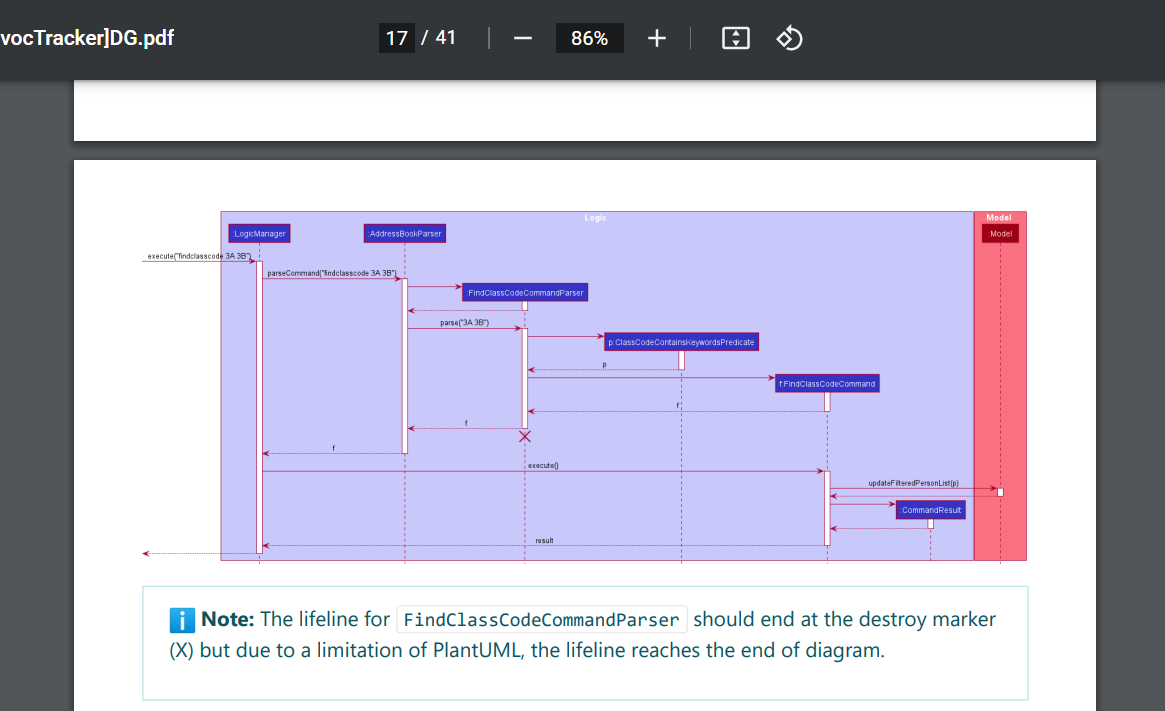 vocTracker]DG.pdf
17 / 41
86%
Logic
Model
:LogicManager
:AddressBookParser
:Model
execute("findclasscode 3A 3B")
parseCommand("findclasscode 3A 3B")
:FindClassCodeCommandParser
parse("3A 3B")
p:ClassCodeContainsKeywordsPredicate
p
f:FindClassCodeCommand
f
f
f
execute()
updateFilteredPersonList(p)
:CommandResult
result
i Note: The lifeline for FindClassCodeCommandParser should end at the destroy marker
(X) but due to a limitation of PlantUML, the lifeline reaches the end of diagram.